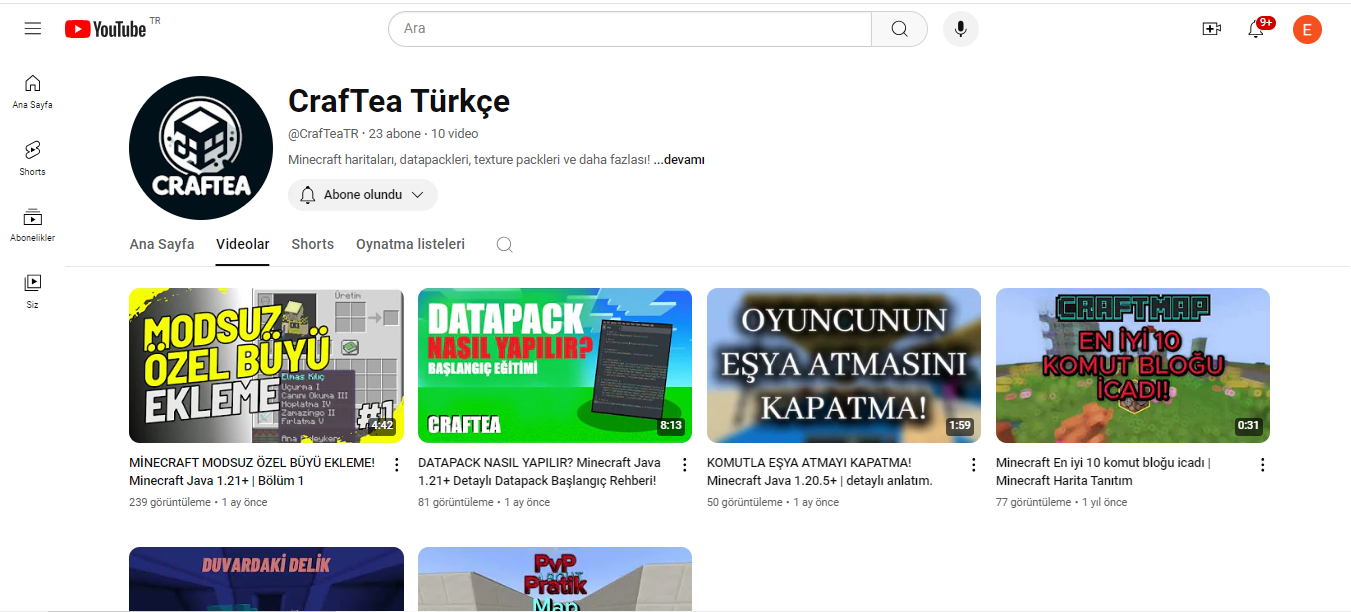 YouTube TR
Ara
9+
E
Ana Sayfa
Shorts
Abonelikler
Siz
CRAFTEA
CrafTea Türkçe
@CrafTeaTR · 23 abone · 10 video
Minecraft haritaları, datapackleri, texture packleri ve daha fazlası! ...devamı
Abone olundu
Ana Sayfa Videolar Shorts Oynatma listeleri
MODSUZ
ÖZEL BÜYÜ
EKLEME
#1
Üretim
Elmas Kılıç
Uçurma I
Canını Okuma III
Hoplatma IV
Zamazingo II
Fırlatma V
4:42
MİNECRAFT MODSUZ ÖZEL BÜYÜ EKLEME!
Minecraft Java 1.21+ | Bölüm 1
239 görüntüleme • 1 ay önce
DATAPACK
NASIL YAPILIR?
BAŞLANGIÇ EĞİTİMİ
CRAFTEA
8:13
DATAPACK NASIL YAPILIR? Minecraft Java
1.21+ Detaylı Datapack Başlangıç Rehberi!
81 görüntüleme • 1 ay önce
OYUNCUNUN
EŞYA ATMASINI
KAPATMA!
1:59
KOMUTLA EŞYA ATMAYI KAPATMA!
Minecraft Java 1.20.5+ | detaylı anlatım.
50 görüntüleme • 1 ay önce
CRAFTMAP
EN İYİ 10
KOMUT BLOĞU
İCADI!
0:31
Minecraft En iyi 10 komut bloğu icadı |
Minecraft Harita Tanıtım
77 görüntüleme • 1 yıl önce
DUVARDAKİ DELİK
PvP
Pratik
Map